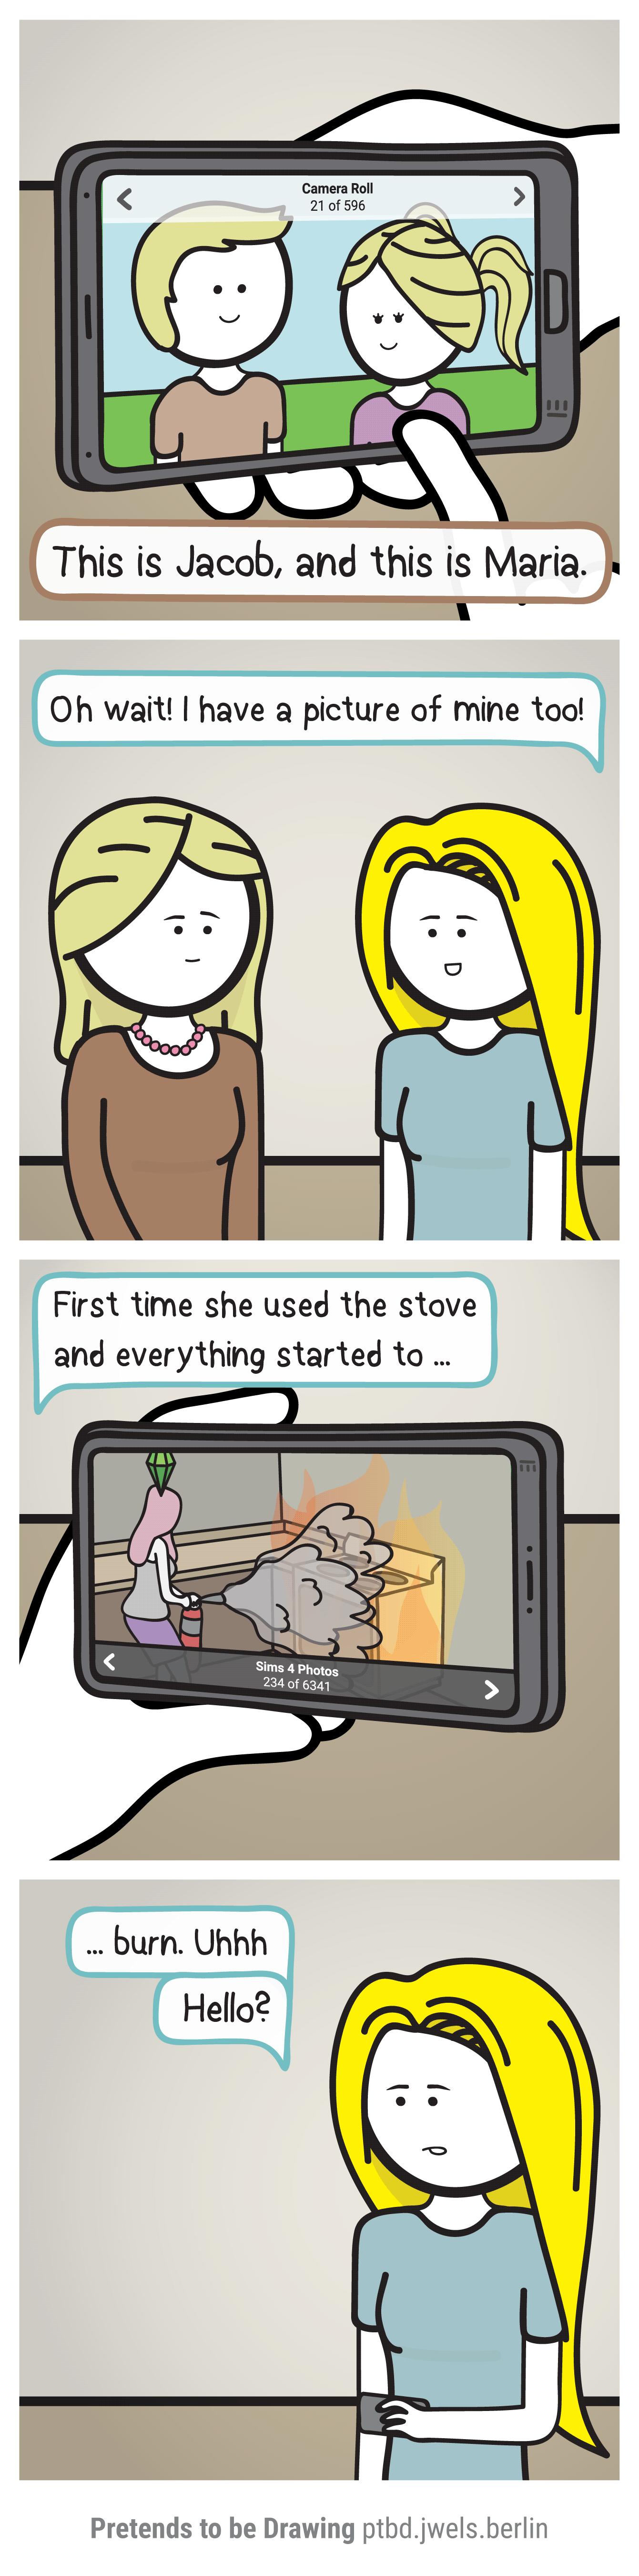 Camera Roll
21 of 596
This is Jacob, and this is Maria.
Oh wait! I have a picture of mine too!
First time she used the stove
and everything started to ...
Sims 4 Photos
234 of 6341
... burn. Uhhh
Hello?
Pretends to be Drawing ptbd.jwels.berlin